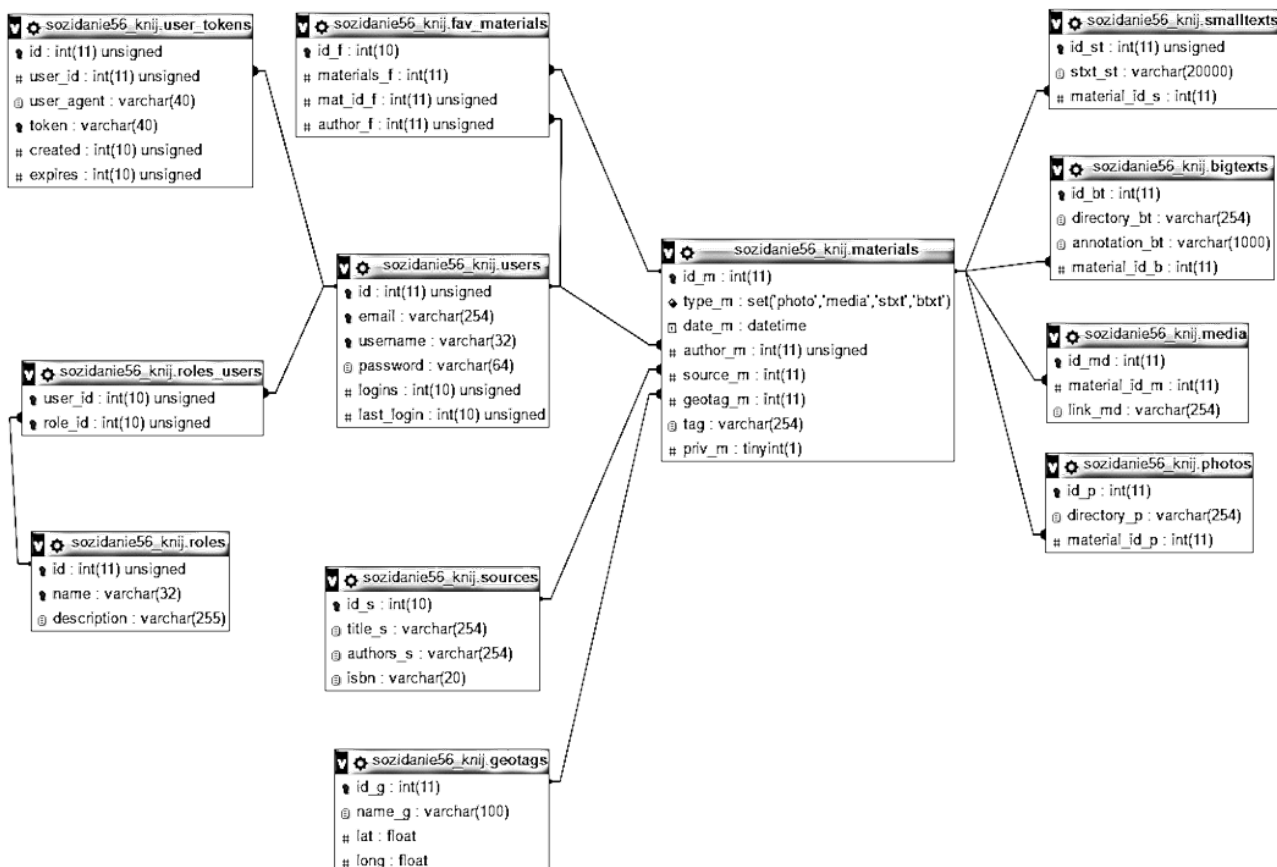 sozidanie56_knij.user_tokens
id : int(11) unsigned
# user_id : int(11) unsigned
user_agent : varchar(40)
token : varchar(40)
# created : int(10) unsigned
# expires : int(10) unsigned
sozidanie56_knij.fav_materials
id_f : int(10)
# materials_f : int(11)
# mat_id_f : int(11) unsigned
# author_f : int(11) unsigned
sozidanie56_knij.smalltexts
id_st : int(11) unsigned
stxt_st : varchar(20000)
# material_id_s : int(11)
sozidanie56_knij.bigtexts
id_bt : int(11)
directory_bt : varchar(254)
annotation_bt : varchar(1000)
# material_id_b : int(11)
sozidanie56_knij.users
id : int(11) unsigned
email : varchar(254)
username : varchar(32)
password : varchar(64)
# logins : int(10) unsigned
# last_login : int(10) unsigned
sozidanie56_knij.materials
id_m : int(11)
type_m : set('photo','media','stxt','btxt')
date_m : datetime
# author_m : int(11) unsigned
# source_m : int(11)
# geotag_m : int(11)
tag : varchar(254)
# priv_m : tinyint(1)
sozidanie56_knij.media
id_md : int(11)
# material_id_m : int(11)
link_md : varchar(254)
sozidanie56_knij.roles_users
user_id : int(10) unsigned
role_id : int(10) unsigned
sozidanie56_knij.photos
id_p : int(11)
directory_p : varchar(254)
# material_id_p : int(11)
sozidanie56_knij.roles
id : int(11) unsigned
name : varchar(32)
description : varchar(255)
sozidanie56_knij.sources
id_s : int(10)
title_s : varchar(254)
authors_s : varchar(254)
isbn : varchar(20)
sozidanie56_knij.geotags
id_g : int(11)
name_g : varchar(100)
# lat : float
# long : float